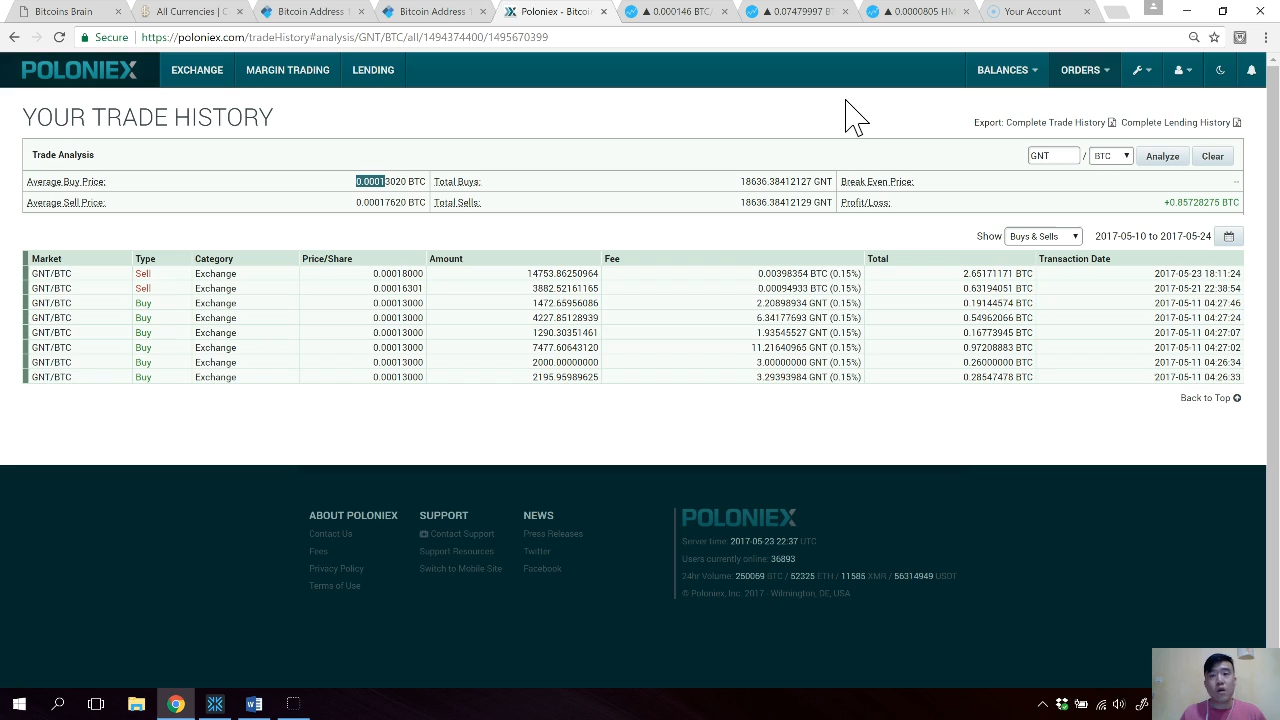 Bitcoins Brain
Bitcoin
▲ 0.000146 BT
▲ 0.07479997 BT
▲ 0.0000805 HM
Your Account
Secure https://poloniex.com/tradeHistory#analysis/GNT/BTC/all/1494374400/1495670399
POLONIEX EXCHANGE MARGIN TRADING LENDING BALANCES ORDERS
YOUR TRADE HISTORY
Export: Complete Trade History Complete Lending History
Trade Analysis GNT / BTC Analyze Clear
Average Buy Price: 0.00013020 BTC Total Buys: 18636.38412127 GNT Break Even Price: --
Average Sell Price: 0.00017620 BTC Total Sells: 18636.38412129 GNT Profit/Loss: +0.85728275 BTC
Show Buys & Sells 2017-05-10 to 2017-05-24
Market Type Category Price/Share Amount Fee Total Transaction Date
GNT/BTC Sell Exchange 0.00018000 14753.86250964 0.00398354 BTC (0.15%) 2.65171171 BTC 2017-05-23 18:11:24
GNT/BTC Sell Exchange 0.00016301 3882.52161165 0.00094933 BTC (0.15%) 0.63194051 BTC 2017-05-21 22:38:54
GNT/BTC Buy Exchange 0.00013000 1472.65956086 2.20898934 GNT (0.15%) 0.19144574 BTC 2017-05-11 04:27:46
GNT/BTC Buy Exchange 0.00013000 4227.85128939 6.34177693 GNT (0.15%) 0.54962066 BTC 2017-05-11 04:27:24
GNT/BTC Buy Exchange 0.00013000 1290.30351461 1.93545527 GNT (0.15%) 0.16773945 BTC 2017-05-11 04:27:07
GNT/BTC Buy Exchange 0.00013000 7477.60643120 11.21640965 GNT (0.15%) 0.97208883 BTC 2017-05-11 04:27:02
GNT/BTC Buy Exchange 0.00013000 2000.00000000 3.00000000 GNT (0.15%) 0.26000000 BTC 2017-05-11 04:26:34
GNT/BTC Buy Exchange 0.00013000 2195.95989625 3.29393984 GNT (0.15%) 0.28547478 BTC 2017-05-11 04:26:33
Back to Top
ABOUT POLONIEX
Contact Us
Fees
Privacy Policy
Terms of Use
SUPPORT
Contact Support
Support Resources
Switch to Mobile Site
NEWS
Press Releases
Twitter
Facebook
POLONIEX
Server time: 2017-05-23 22:37 UTC
Users currently online: 36893
24hr Volume: 250069 BTC / 52325 ETH / 11585 XMR / 56314949 USDT
© Poloniex, Inc. 2017 - Wilmington, DE, USA